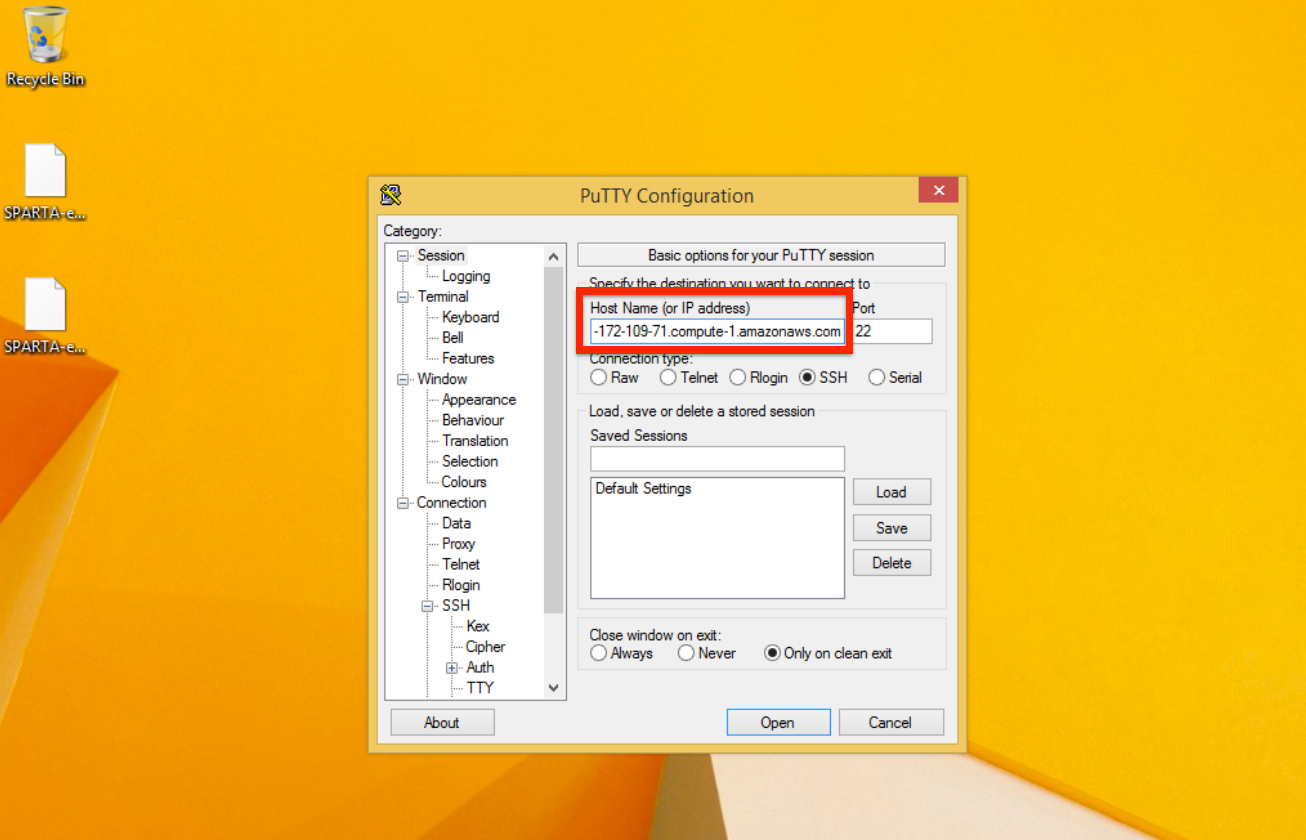 Recycle Bin
SPARTA-e...
SPARTA-e...
PuTTY Configuration
Category:
Session
Logging
Terminal
Keyboard
Bell
Features
Window
Appearance
Behaviour
Translation
Selection
Colours
Connection
Data
Proxy
Telnet
Rlogin
SSH
Kex
Cipher
Auth
TTY
Basic options for your PuTTY session
Specify the destination you want to connect to
Host Name (or IP address) Port
-172-109-71.compute-1.amazonaws.com 22
Connection type:
Raw Telnet Rlogin SSH Serial
Load, save or delete a stored session
Saved Sessions
Default Settings
Load
Save
Delete
Close window on exit:
Always Never Only on clean exit
About Open Cancel